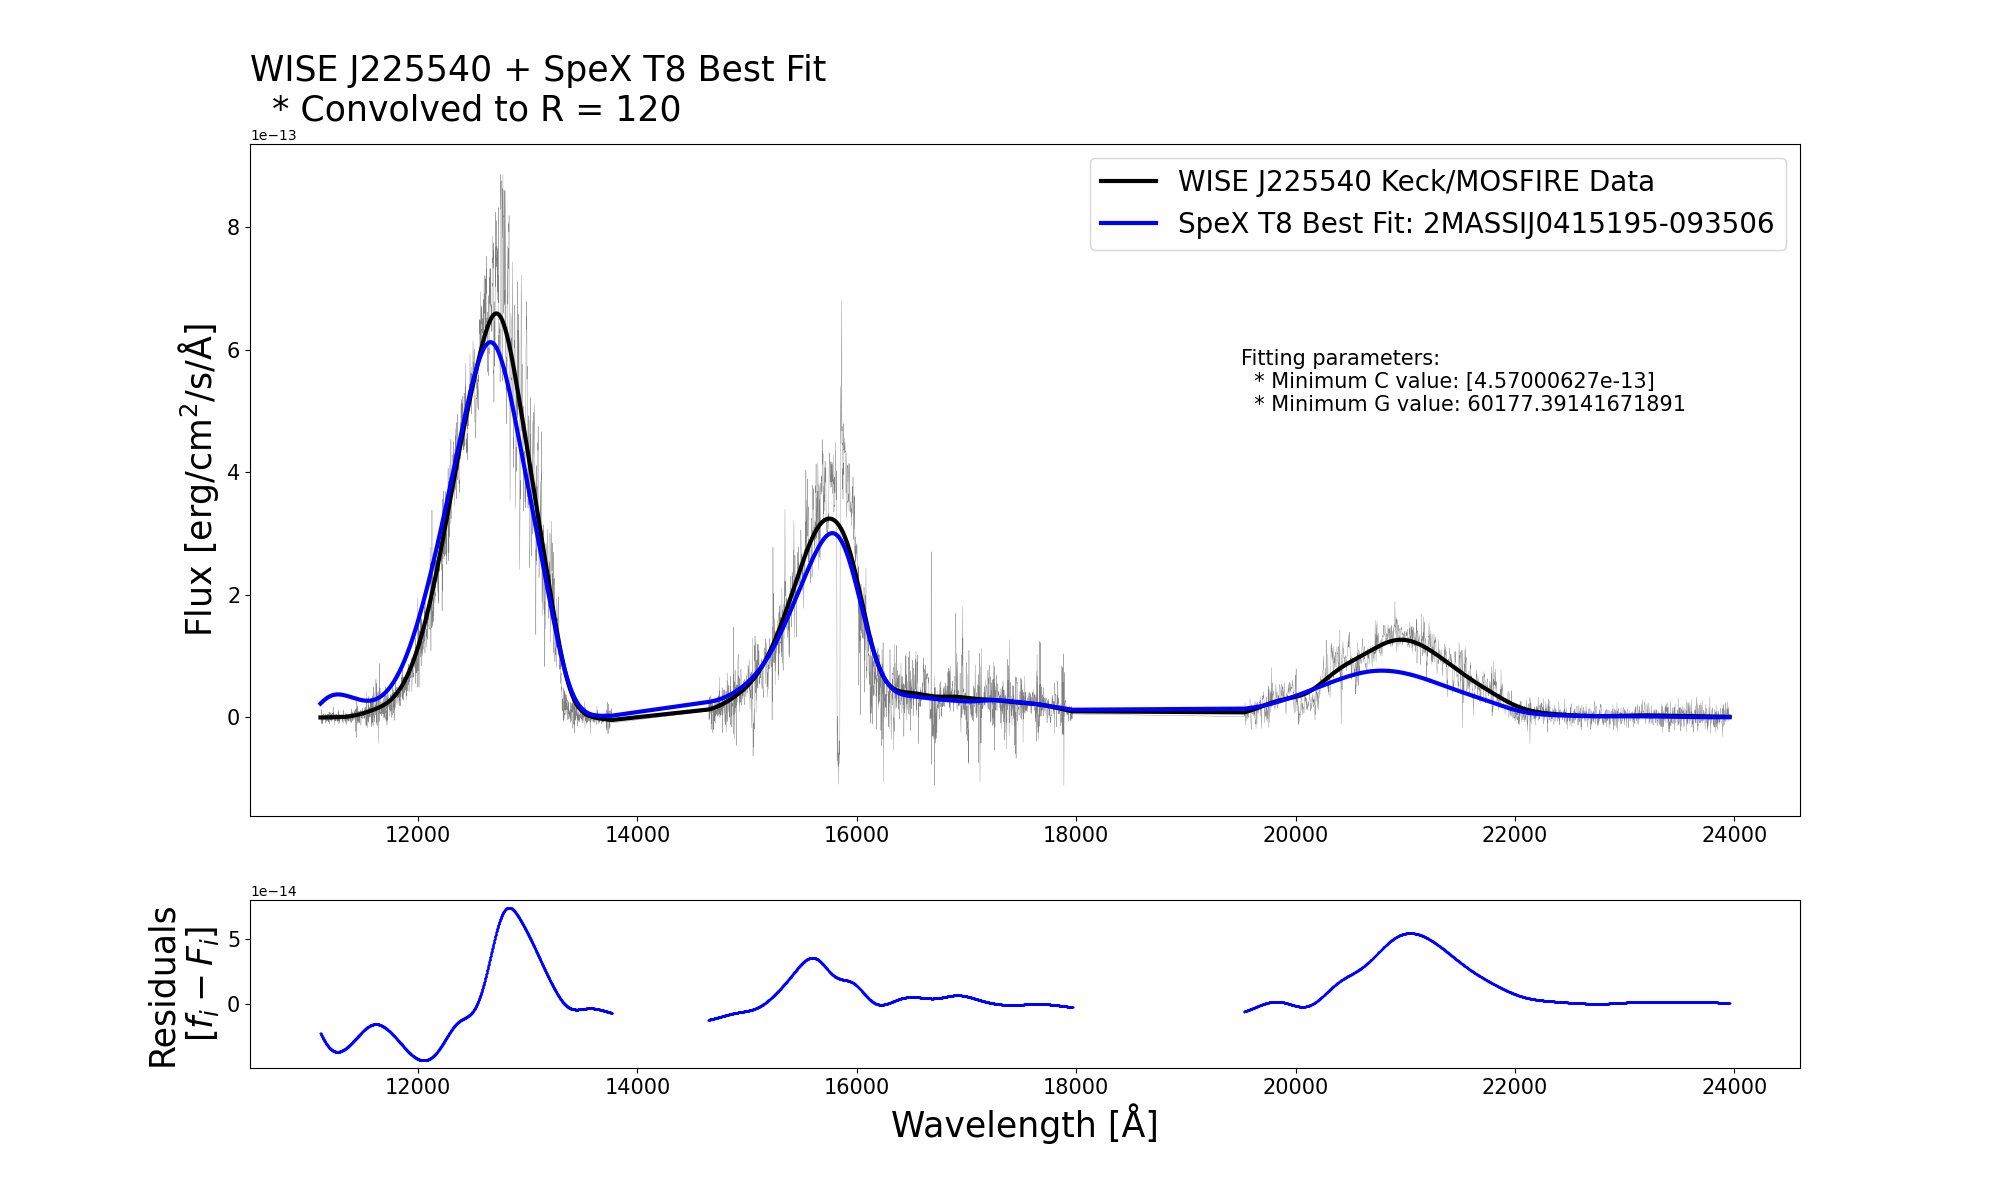 WISE J225540 + SpeX T8 Best Fit
* Convolved to R = 120
1e−13
WISE J225540 Keck/MOSFIRE Data
SpeX T8 Best Fit: 2MASSIJ0415195-093506
Fitting parameters:
* Minimum C value: [4.57000627e-13]
* Minimum G value: 60177.39141671891
Flux [erg/cm²/s/Å]
8
6
4
2
0
12000 14000 16000 18000 20000 22000 24000
1e−14
Residuals
[fᵢ − Fᵢ]
5
0
12000 14000 16000 18000 20000 22000 24000
Wavelength [Å]